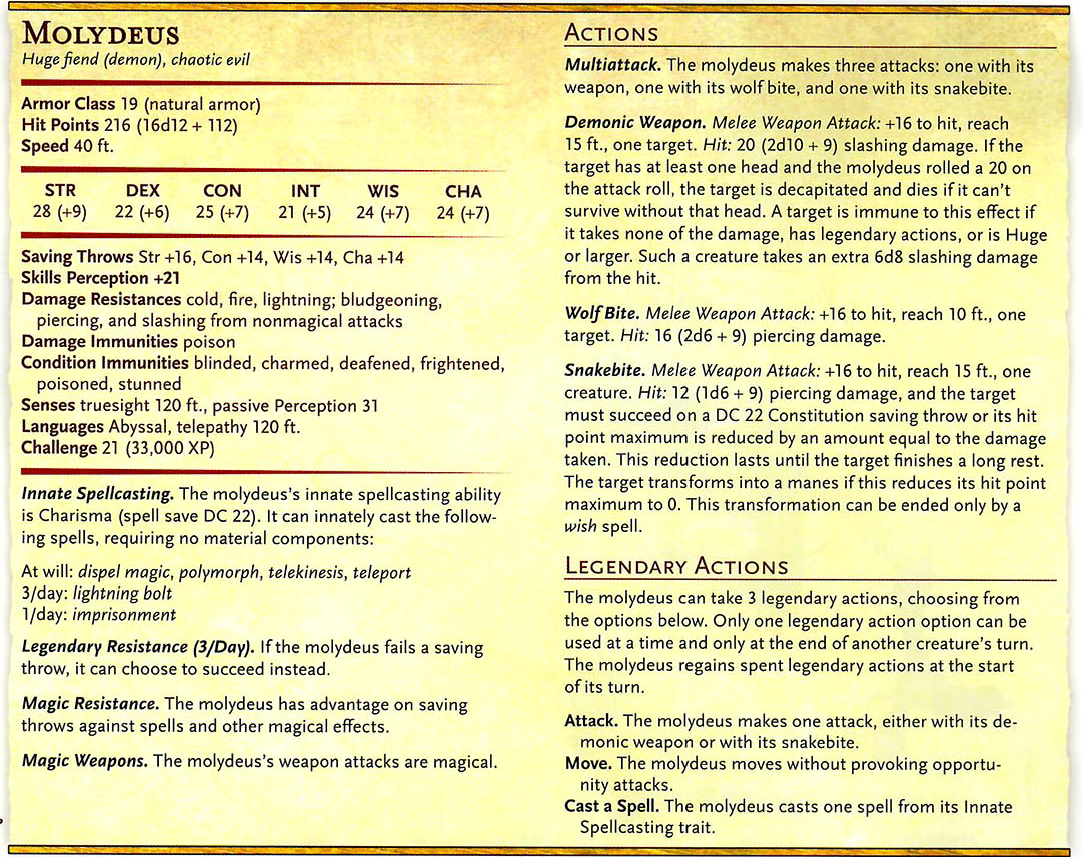 MOLYDEUS
Huge fiend (demon), chaotic evil
Armor Class 19 (natural armor)
Hit Points 216 (16d12 + 112)
Speed 40 ft.
STR DEX CON INT WIS CHA
28 (+9) 22 (+6) 25 (+7) 21 (+5) 24 (+7) 24 (+7)
Saving Throws Str +16, Con +14, Wis +14, Cha +14
Skills Perception +21
Damage Resistances cold, fire, lightning; bludgeoning,
piercing, and slashing from nonmagical attacks
Damage Immunities poison
Condition Immunities blinded, charmed, deafened, frightened,
poisoned, stunned
Senses truesight 120 ft., passive Perception 31
Languages Abyssal, telepathy 120 ft.
Challenge 21 (33,000 XP)
Innate Spellcasting. The molydeus's innate spellcasting ability
is Charisma (spell save DC 22). It can innately cast the follow-
ing spells, requiring no material components:
At will: dispel magic, polymorph, telekinesis, teleport
3/day: lightning bolt
1/day: imprisonment
Legendary Resistance (3/Day). If the molydeus fails a saving
throw, it can choose to succeed instead.
Magic Resistance. The molydeus has advantage on saving
throws against spells and other magical effects.
Magic Weapons. The molydeus's weapon attacks are magical.
ACTIONS
Multiattack. The molydeus makes three attacks: one with its
weapon, one with its wolf bite, and one with its snakebite.
Demonic Weapon. Melee Weapon Attack: +16 to hit, reach
15 ft., one target. Hit: 20 (2d10 + 9) slashing damage. If the
target has at least one head and the molydeus rolled a 20 on
the attack roll, the target is decapitated and dies if it can't
survive without that head. A target is immune to this effect if
it takes none of the damage, has legendary actions, or is Huge
or larger. Such a creature takes an extra 6d8 slashing damage
from the hit.
Wolf Bite. Melee Weapon Attack: +16 to hit, reach 10 ft., one
target. Hit: 16 (2d6 + 9) piercing damage.
Snakebite. Melee Weapon Attack: +16 to hit, reach 15 ft., one
creature. Hit: 12 (1d6 + 9) piercing damage, and the target
must succeed on a DC 22 Constitution saving throw or its hit
point maximum is reduced by an amount equal to the damage
taken. This reduction lasts until the target finishes a long rest.
The target transforms into a manes if this reduces its hit point
maximum to 0. This transformation can be ended only by a
wish spell.
LEGENDARY ACTIONS
The molydeus can take 3 legendary actions, choosing from
the options below. Only one legendary action option can be
used at a time and only at the end of another creature's turn.
The molydeus regains spent legendary actions at the start
of its turn.
Attack. The molydeus makes one attack, either with its de-
monic weapon or with its snakebite.
Move. The molydeus moves without provoking opportu-
nity attacks.
Cast a Spell. The molydeus casts one spell from its Innate
Spellcasting trait.